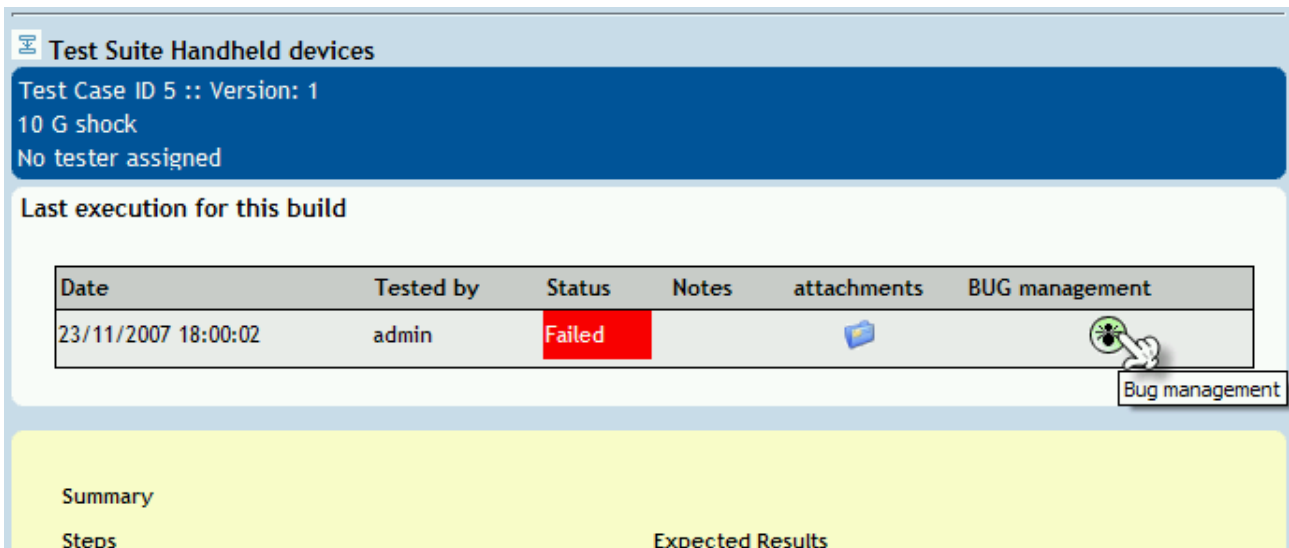 Test Suite Handheld devices
Test Case ID 5 :: Version: 1
10 G shock
No tester assigned
Last execution for this build
Date Tested by Status Notes attachments BUG management
23/11/2007 18:00:02 admin Failed
Bug management
Summary
Steps Expected Results